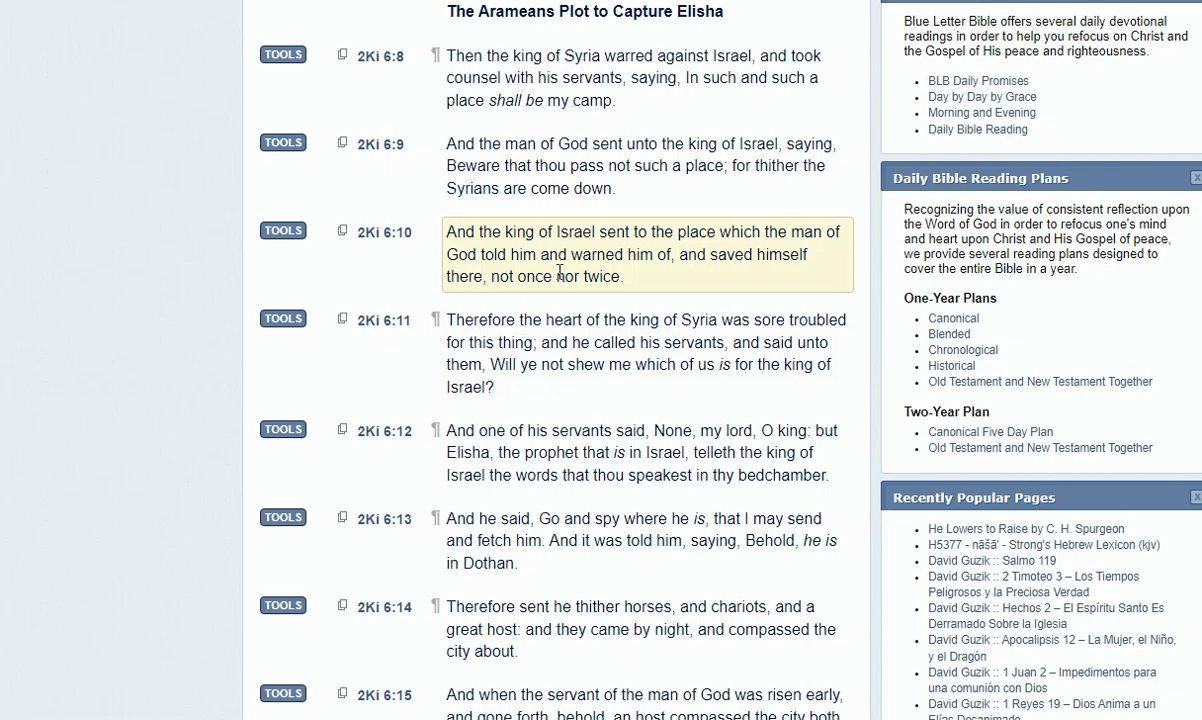 The Arameans Plot to Capture Elisha
TOOLS 2Ki 6:8 ¶ Then the king of Syria warred against Israel, and took
counsel with his servants, saying, In such and such a
place shall be my camp.
TOOLS 2Ki 6:9 And the man of God sent unto the king of Israel, saying,
Beware that thou pass not such a place; for thither the
Syrians are come down.
TOOLS 2Ki 6:10 And the king of Israel sent to the place which the man of
God told him and warned him of, and saved himself
there, not once nor twice.
TOOLS 2Ki 6:11 ¶ Therefore the heart of the king of Syria was sore troubled
for this thing; and he called his servants, and said unto
them, Will ye not shew me which of us is for the king of
Israel?
TOOLS 2Ki 6:12 ¶ And one of his servants said, None, my lord, O king: but
Elisha, the prophet that is in Israel, telleth the king of
Israel the words that thou speakest in thy bedchamber.
TOOLS 2Ki 6:13 ¶ And he said, Go and spy where he is, that I may send
and fetch him. And it was told him, saying, Behold, he is
in Dothan.
TOOLS 2Ki 6:14 ¶ Therefore sent he thither horses, and chariots, and a
great host: and they came by night, and compassed the
city about.
TOOLS 2Ki 6:15 And when the servant of the man of God was risen early,
and gone forth, behold, an host compassed the city both
Blue Letter Bible offers several daily devotional
readings in order to help you refocus on Christ and
the Gospel of His peace and righteousness.
BLB Daily Promises
Day by Day by Grace
Morning and Evening
Daily Bible Reading
Daily Bible Reading Plans x
Recognizing the value of consistent reflection upon
the Word of God in order to refocus one's mind
and heart upon Christ and His Gospel of peace,
we provide several reading plans designed to
cover the entire Bible in a year.
One-Year Plans
Canonical
Blended
Chronological
Historical
Old Testament and New Testament Together
Two-Year Plan
Canonical Five Day Plan
Old Testament and New Testament Together
Recently Popular Pages x
He Lowers to Raise by C. H. Spurgeon
H5377 - nāšā' - Strong's Hebrew Lexicon (kjv)
David Guzik :: Salmo 119
David Guzik :: 2 Timoteo 3 – Los Tiempos
Peligrosos y la Preciosa Verdad
David Guzik :: Hechos 2 – El Espíritu Santo Es
Derramado Sobre la Iglesia
David Guzik :: Apocalipsis 12 – La Mujer, el Niño,
y el Dragón
David Guzik :: 1 Juan 2 – Impedimentos para
una comunión con Dios
David Guzik :: 1 Reyes 19 – Dios Anima a un
Elías Desanimado